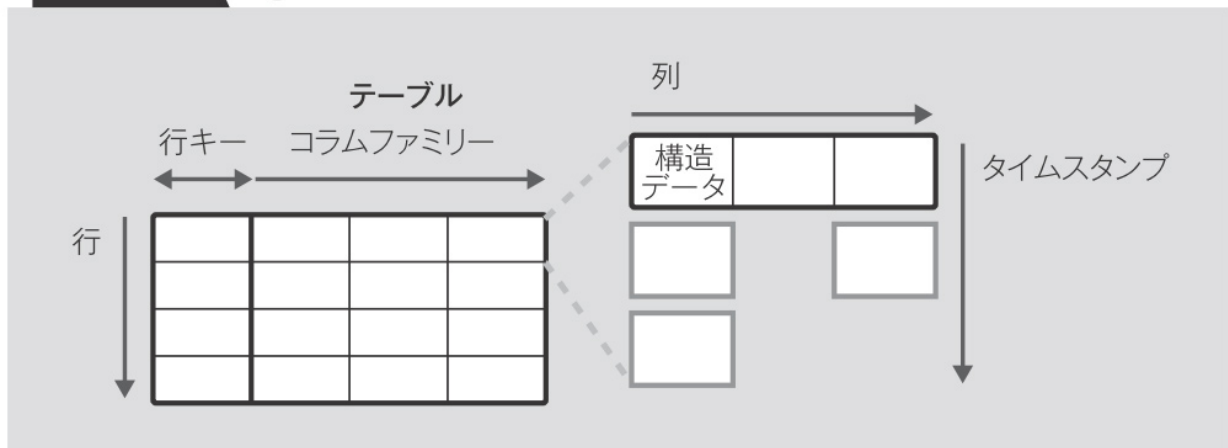 テーブル
行キー
コラムファミリー
行
列
構造
データ
タイムスタンプ